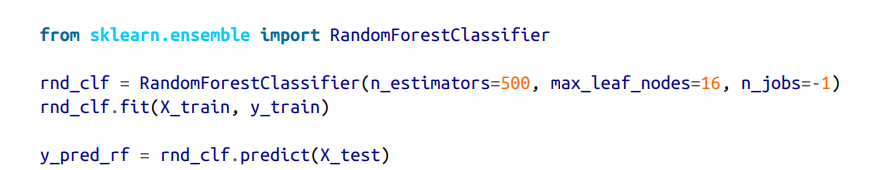 from sklearn.ensemble import RandomForestClassifier
rnd_clf = RandomForestClassifier(n_estimators=500, max_leaf_nodes=16, n_jobs=-1)
rnd_clf.fit(X_train, y_train)
y_pred_rf = rnd_clf.predict(X_test)